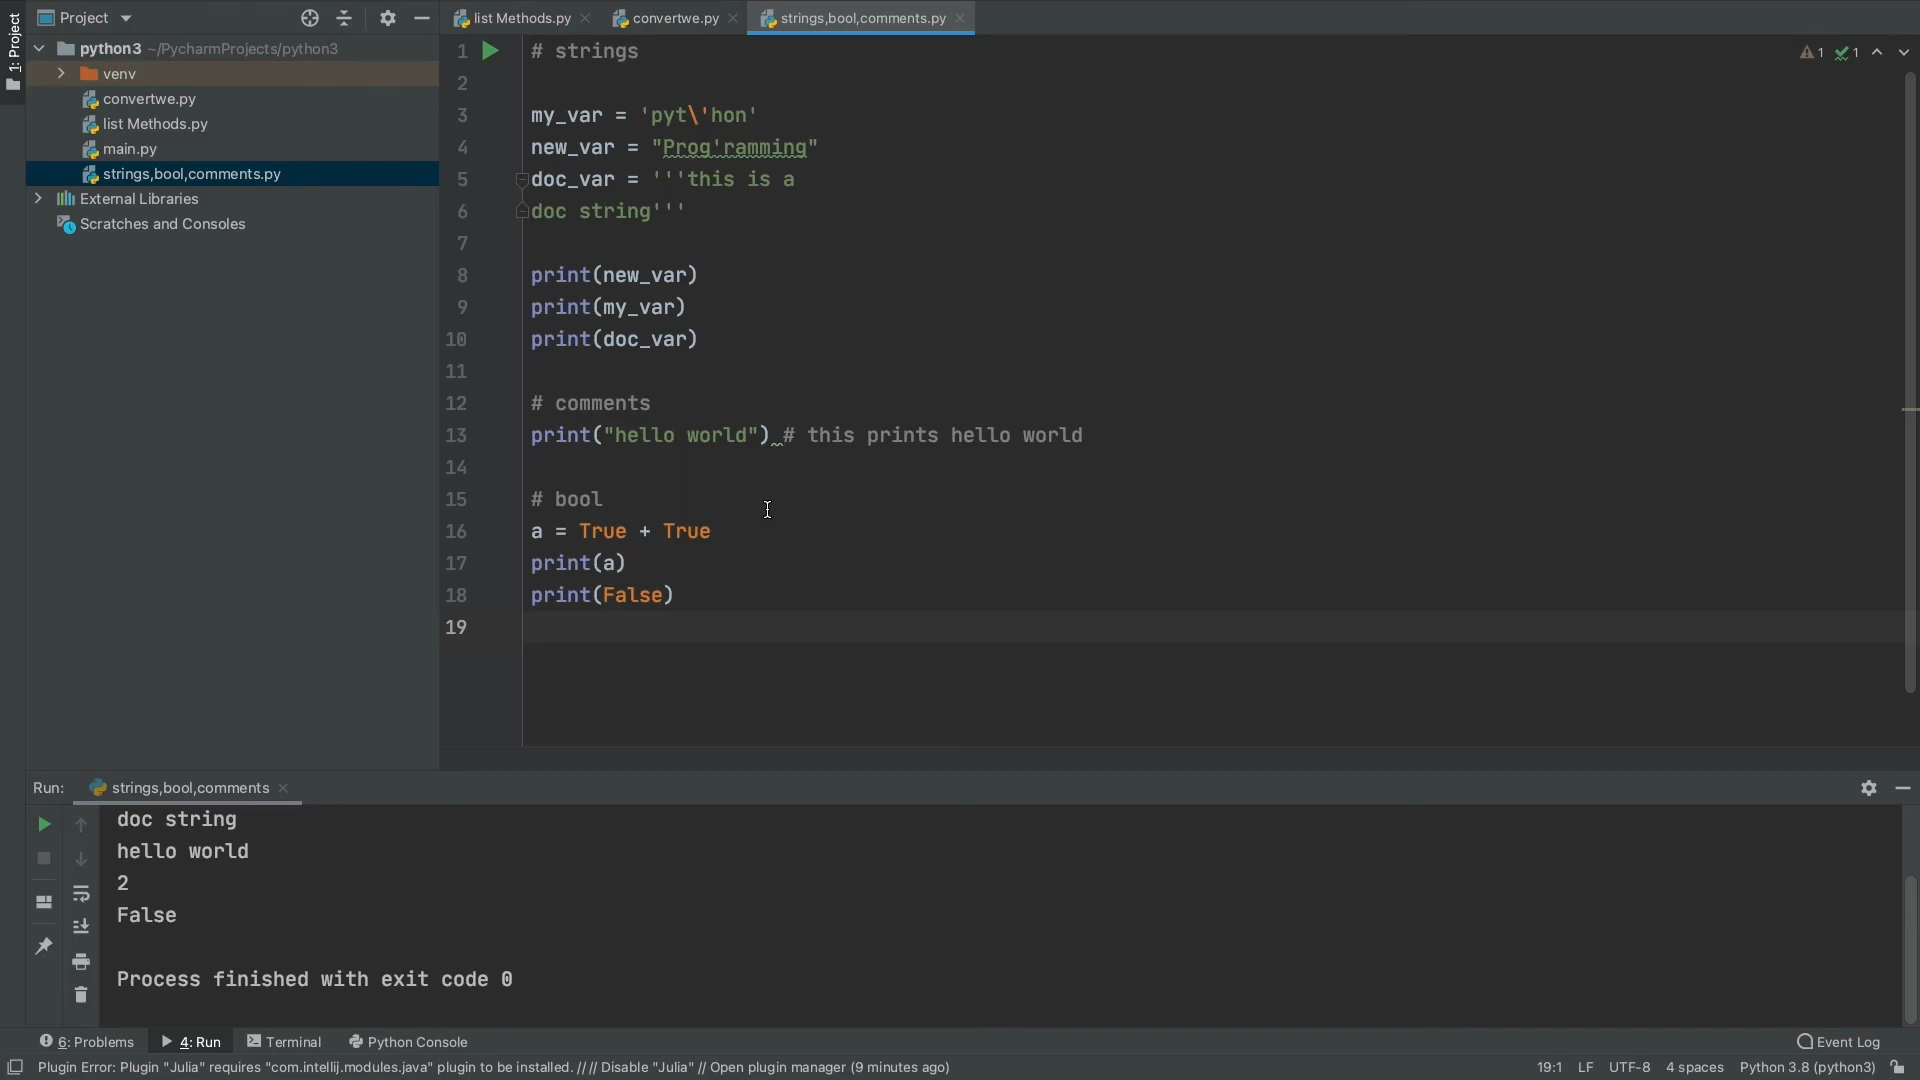 1: Project
Project
python3 ~/PycharmProjects/python3
venv
convertwe.py
list Methods.py
main.py
strings,bool,comments.py
External Libraries
Scratches and Consoles
list Methods.py
convertwe.py
strings,bool,comments.py
1 1
1 # strings
2
3 my_var = 'pyt\'hon'
4 new_var = "Prog'ramming"
5 doc_var = '''this is a
6 doc string'''
7
8 print(new_var)
9 print(my_var)
10 print(doc_var)
11
12 # comments
13 print("hello world") # this prints hello world
14
15 # bool
16 a = True + True
17 print(a)
18 print(False)
19
Run: strings,bool,comments
doc string
hello world
2
False
Process finished with exit code 0
6: Problems 4: Run Terminal Python Console Event Log
Plugin Error: Plugin "Julia" requires "com.intellij.modules.java" plugin to be installed. //// Disable "Julia" // Open plugin manager (9 minutes ago) 19:1 LF UTF-8 4 spaces Python 3.8 (python3)